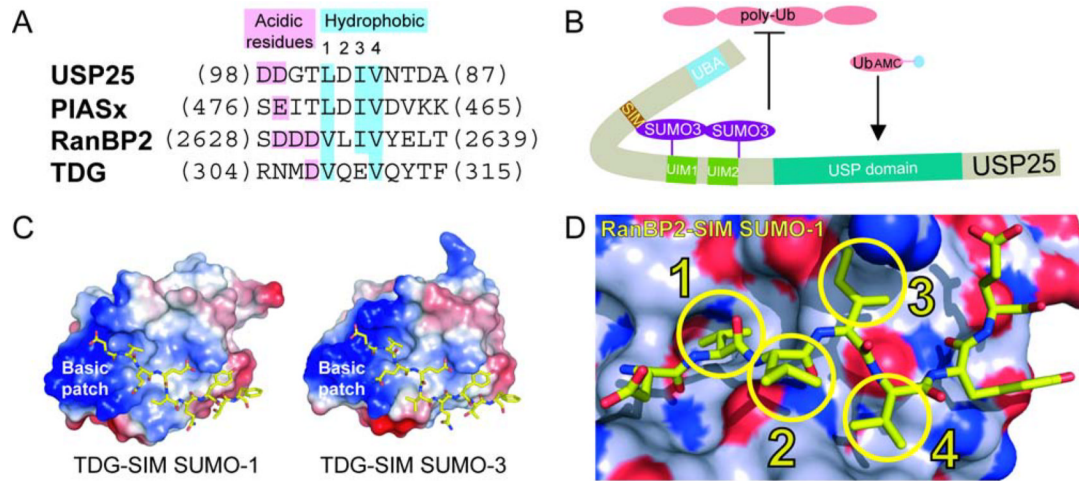 A
Acidic residues
Hydrophobic
1 2 3 4
USP25 (98) DDGTLDIVNTDA (87)
PIASx (476) SEITLDIVDVKK (465)
RanBP2 (2628) SDDDVLIVYELT (2639)
TDG (304) RNMDVQEVQYTF (315)
B
poly-Ub
UbAMC
UBA
SIM
SUMO3 SUMO3
UIM1 UIM2 USP domain USP25
C
Basic patch
TDG-SIM SUMO-1
Basic patch
TDG-SIM SUMO-3
D
RanBP2-SIM SUMO-1
1
2
3
4